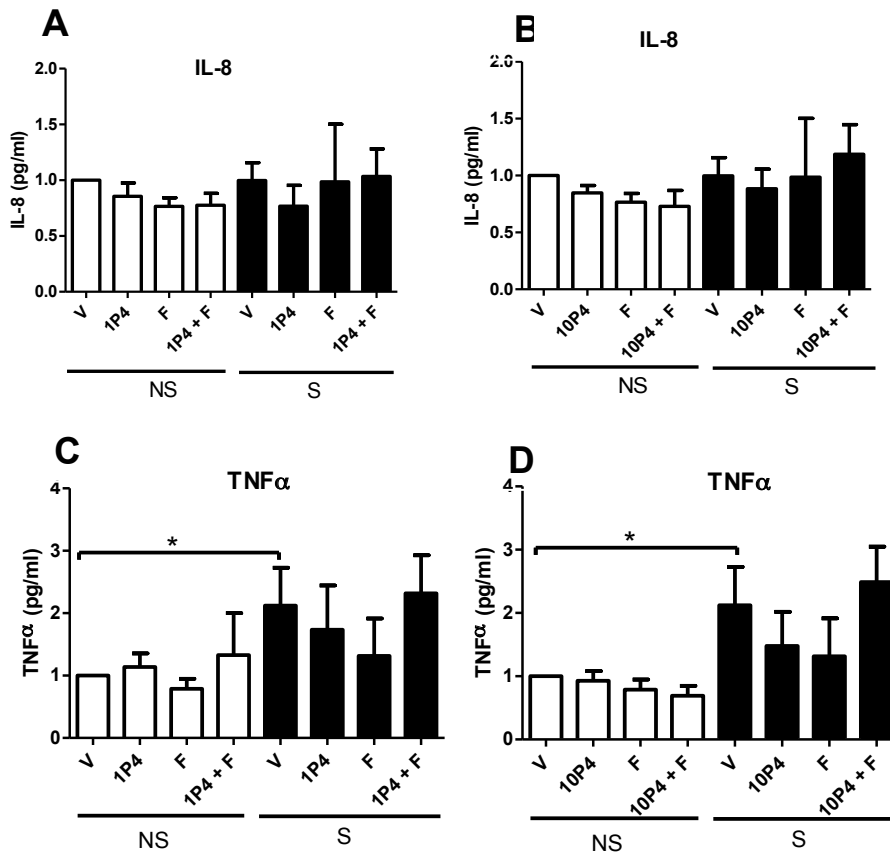 A
IL-8
IL-8 (pg/ml)
2.0
1.5
1.0
0.5
0.0
V
1P4
F
1P4 + F
V
1P4
F
1P4 + F
NS
S
B
IL-8
IL-8 (pg/ml)
2.0
1.5
1.0
0.5
0.0
V
10P4
F
10P4 + F
V
10P4
F
10P4 + F
NS
S
C
TNFα
TNFα (pg/ml)
4
3
2
1
0
*
V
1P4
F
1P4 + F
V
1P4
F
1P4 + F
NS
S
D
TNFα
TNFα (pg/ml)
4
3
2
1
0
*
V
10P4
F
10P4 + F
V
10P4
F
10P4 + F
NS
S